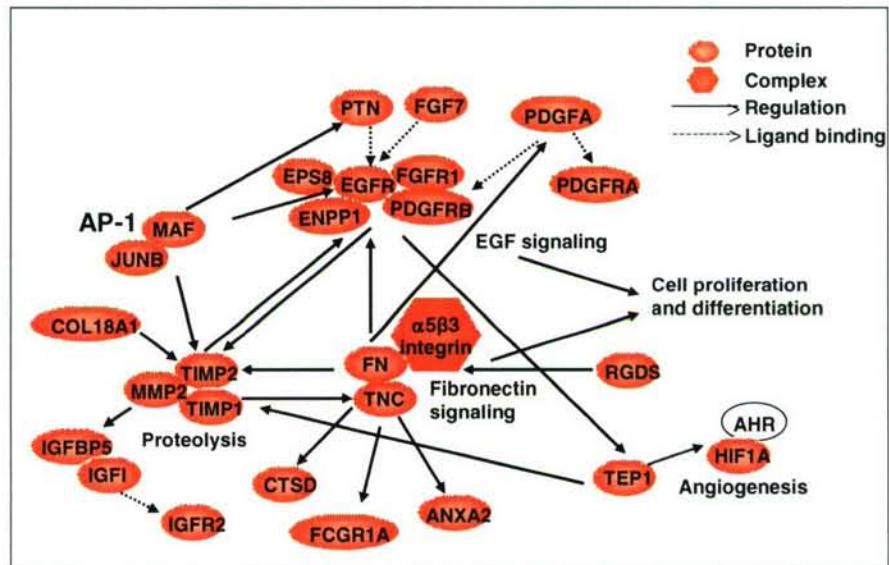 Protein
Complex
Regulation
Ligand binding
PTN
FGF7
PDGFA
EPS8
EGFR
FGFR1
PDGFRA
ENPP1
PDGFRB
AP-1
MAF
JUNB
EGF signaling
Cell proliferation
and differentiation
COL18A1
α5β3
integrin
FN
TIMP2
RGDS
MMP2
TIMP1
TNC
Fibronectin
signaling
Proteolysis
IGFBP5
IGFI
IGFR2
CTSD
FCGR1A
ANXA2
TEP1
AHR
HIF1A
Angiogenesis